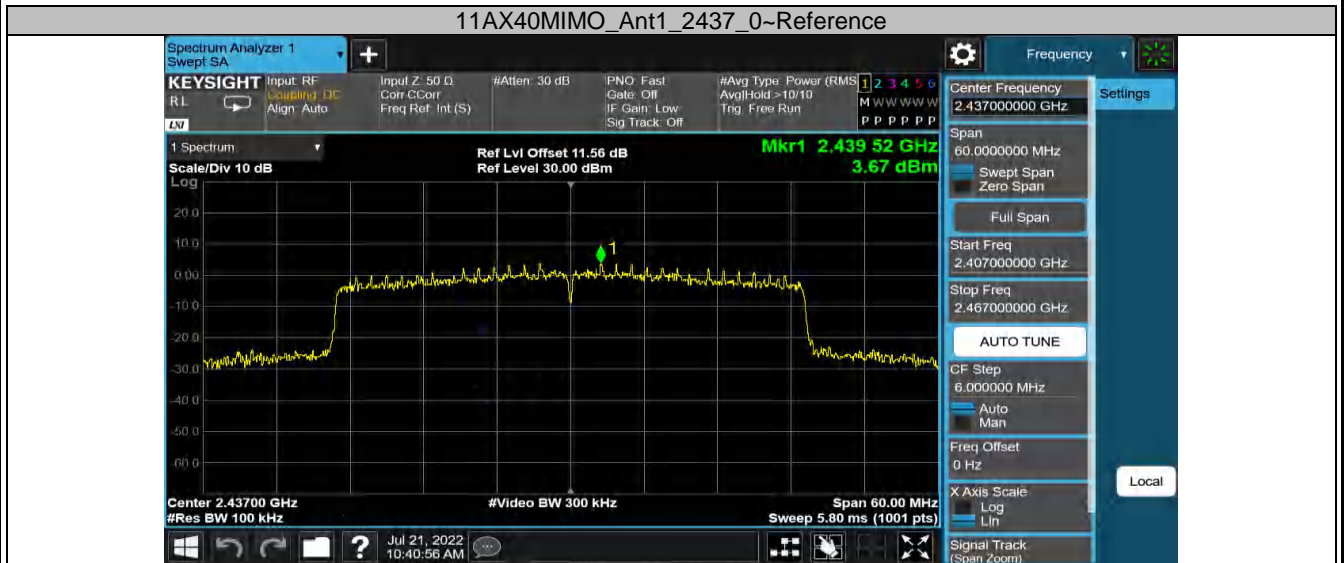 11AX40MIMO_Ant1_2437_0~Reference
Spectrum Analyzer 1
Swept SA
+
Frequency
KEYSIGHT
RL
LXI
Input: RF
Coupling: DC
Align: Auto
Input Z: 50 Ω
Corr CCorr
Freq Ref: Int (S)
#Atten: 30 dB
PNO: Fast
Gate: Off
IF Gain: Low
Sig Track: Off
#Avg Type: Power (RMS
Avg|Hold >10/10
Trig: Free Run
1 2 3 4 5 6
M W W W W W
P P P P P P
Center Frequency
2.437000000 GHz
Settings
1 Spectrum
Scale/Div 10 dB
Log
Ref Lvl Offset 11.56 dB
Ref Level 30.00 dBm
Mkr1 2.439 52 GHz
3.67 dBm
Span
60.0000000 MHz
Swept Span
Zero Span
Full Span
Start Freq
2.407000000 GHz
Stop Freq
2.467000000 GHz
AUTO TUNE
CF Step
6.000000 MHz
Auto
Man
Freq Offset
0 Hz
X Axis Scale
Log
Lin
Signal Track
(Span Zoom)
Local
20.0
10.0
0.00
-10.0
-20.0
-30.0
-40.0
-50.0
-60.0
1
Center 2.43700 GHz
#Res BW 100 kHz
#Video BW 300 kHz
Span 60.00 MHz
Sweep 5.80 ms (1001 pts)
?
Jul 21, 2022
10:40:56 AM